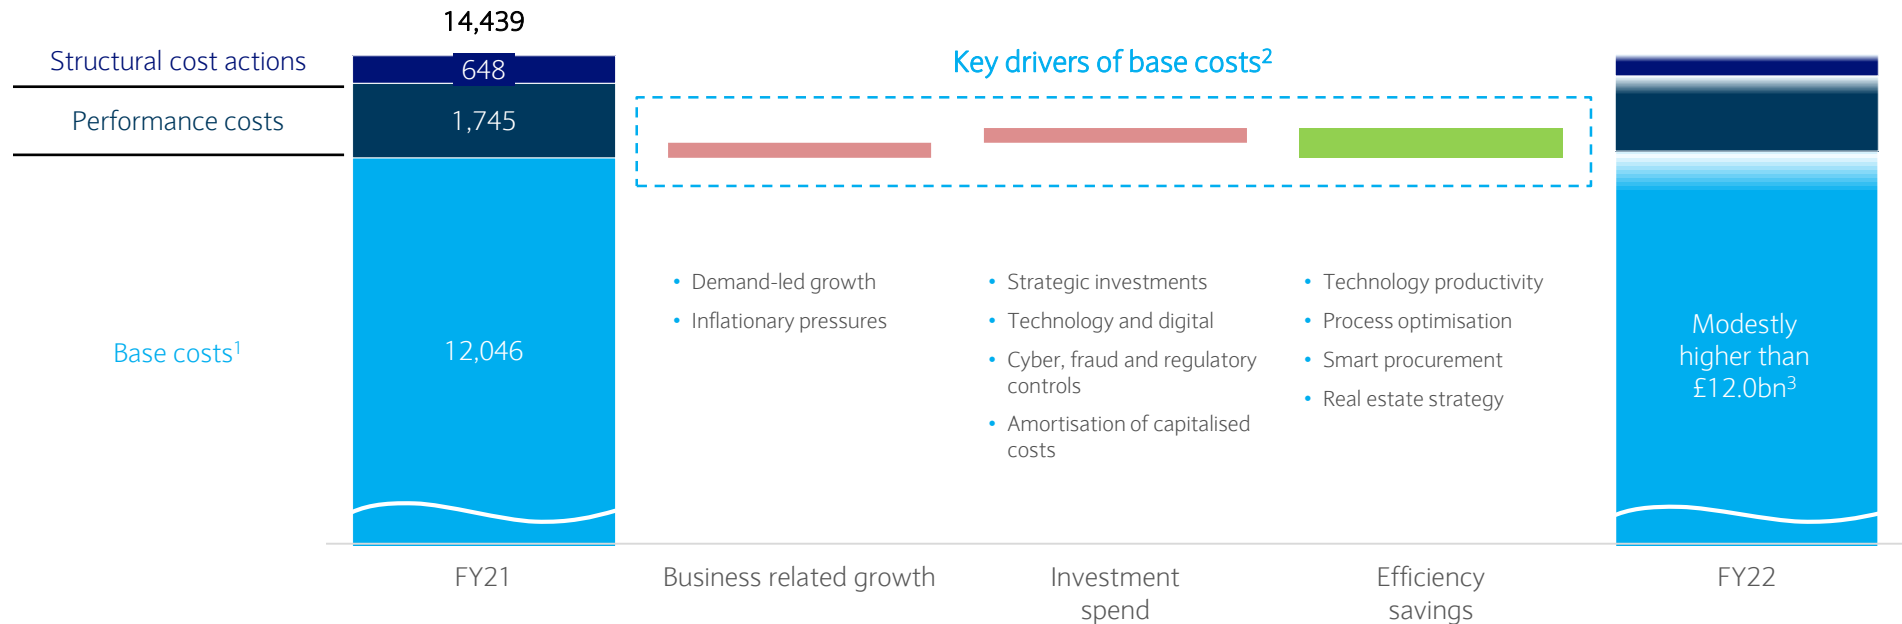 14,439
Structural cost actions
648
Key drivers of base costs2
Performance costs
1,745
• Demand-led growth
• Inflationary pressures
• Strategic investments
• Technology and digital
• Cyber, fraud and regulatory
controls
• Amortisation of capitalised
costs
• Technology productivity
• Process optimisation
• Smart procurement
• Real estate strategy
Base costs1
12,046
Modestly
higher than
£12.0bn3
FY21
Business related growth
Investment
spend
Efficiency
savings
FY22